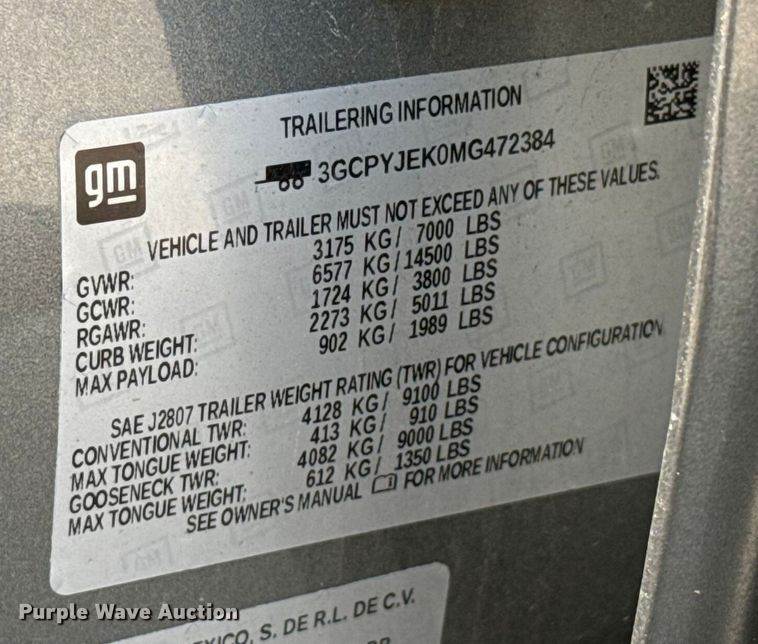 TRAILERING INFORMATION
gm
3GCPYJEK0MG472384
VEHICLE AND TRAILER MUST NOT EXCEED ANY OF THESE VALUES.
GVWR: 3175 KG/ 7000 LBS
GCWR: 6577 KG/14500 LBS
RGAWR: 1724 KG/ 3800 LBS
CURB WEIGHT: 2273 KG/ 5011 LBS
MAX PAYLOAD: 902 KG/ 1989 LBS
SAE J2807 TRAILER WEIGHT RATING (TWR) FOR VEHICLE CONFIGURATION
CONVENTIONAL TWR: 4128 KG/ 9100 LBS
MAX TONGUE WEIGHT: 413 KG/ 910 LBS
GOOSENECK TWR: 4082 KG/ 9000 LBS
MAX TONGUE WEIGHT: 612 KG/ 1350 LBS
SEE OWNER'S MANUAL FOR MORE INFORMATION
Purple Wave Auction
EXICO, S. DE R.L. DE C.V.